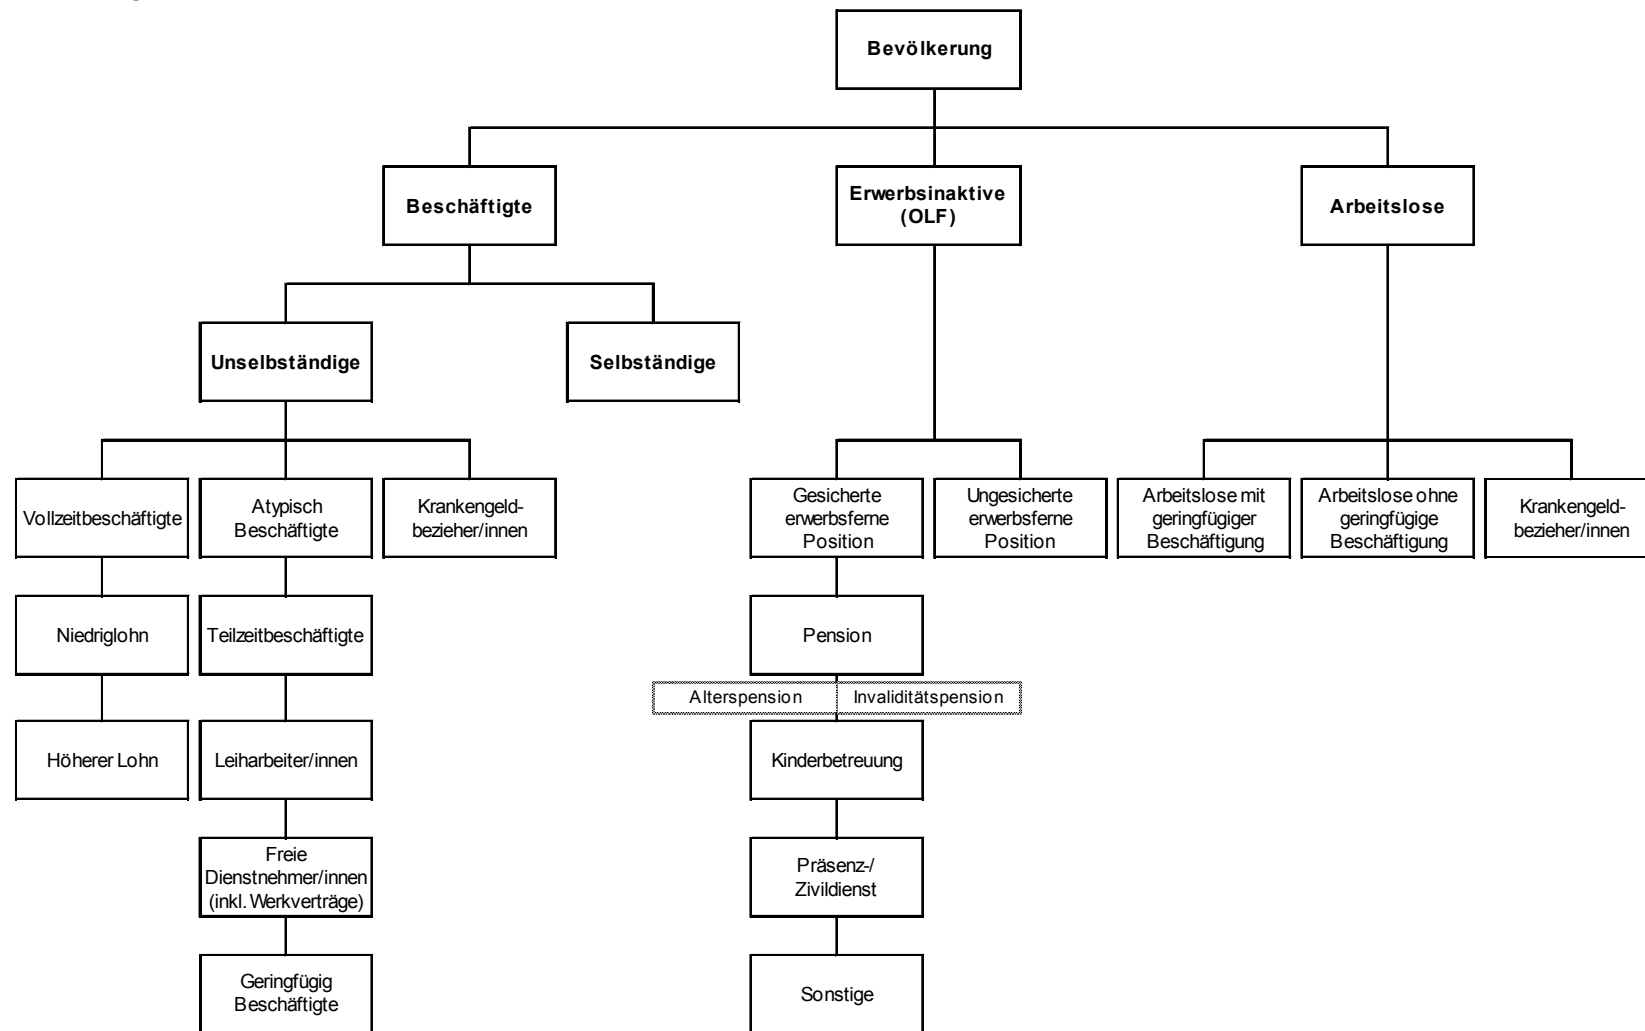 Bevölkerung
Beschäftigte
Erwerbsinaktive
(OLF)
Arbeitslose
Unselbständige
Selbständige
Vollzeitbeschäftigte
Atypisch
Beschäftigte
Krankengeld-
bezieher/innen
Gesicherte
erwerbsferne
Position
Ungesicherte
erwerbsferne
Position
Arbeitslose mit
geringfügiger
Beschäftigung
Arbeitslose ohne
geringfügige
Beschäftigung
Krankengeld-
bezieher/innen
Niedriglohn
Teilzeitbeschäftigte
Pension
Alterspension
Invaliditätspension
Höherer Lohn
Leiharbeiter/innen
Kinderbetreuung
Freie
Dienstnehmer/innen
(inkl. Werkverträge)
Präsenz-/
Zivildienst
Geringfügig
Beschäftigte
Sonstige